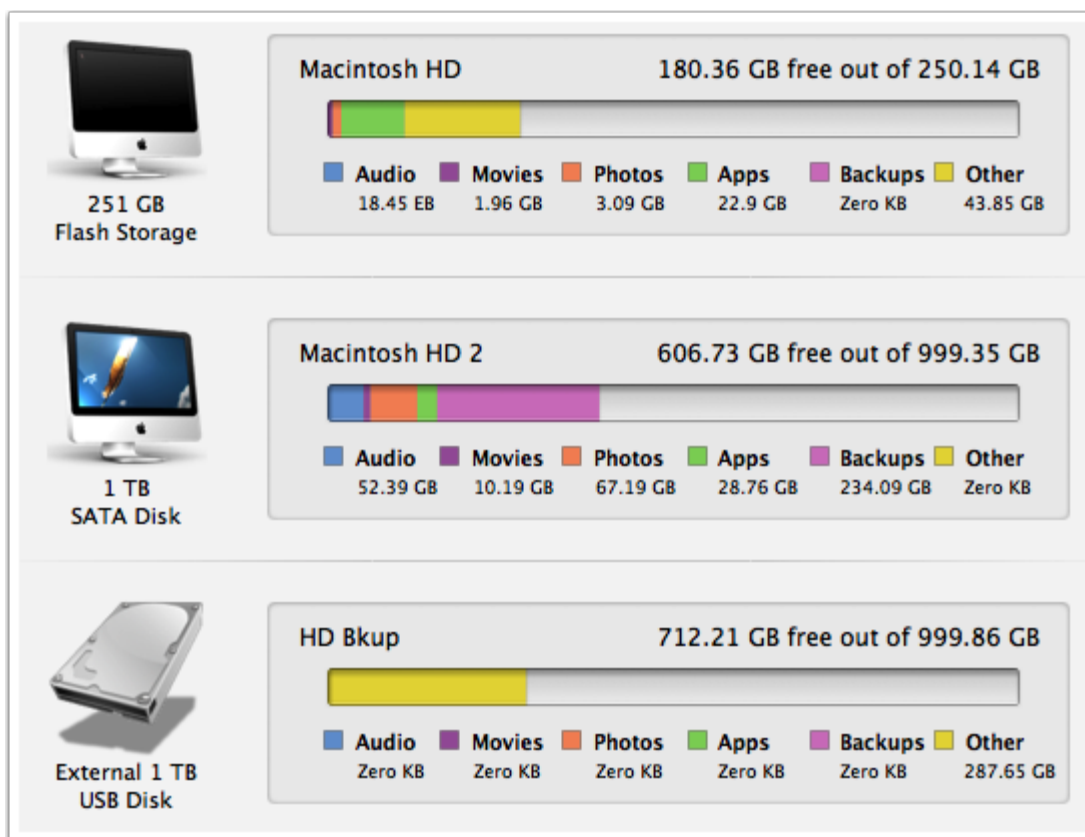 Macintosh HD 180.36 GB free out of 250.14 GB
Audio Movies Photos Apps Backups Other
18.45 EB 1.96 GB 3.09 GB 22.9 GB Zero KB 43.85 GB
251 GB
Flash Storage
Macintosh HD 2 606.73 GB free out of 999.35 GB
Audio Movies Photos Apps Backups Other
52.39 GB 10.19 GB 67.19 GB 28.76 GB 234.09 GB Zero KB
1 TB
SATA Disk
HD Bkup 712.21 GB free out of 999.86 GB
Audio Movies Photos Apps Backups Other
Zero KB Zero KB Zero KB Zero KB Zero KB 287.65 GB
External 1 TB
USB Disk